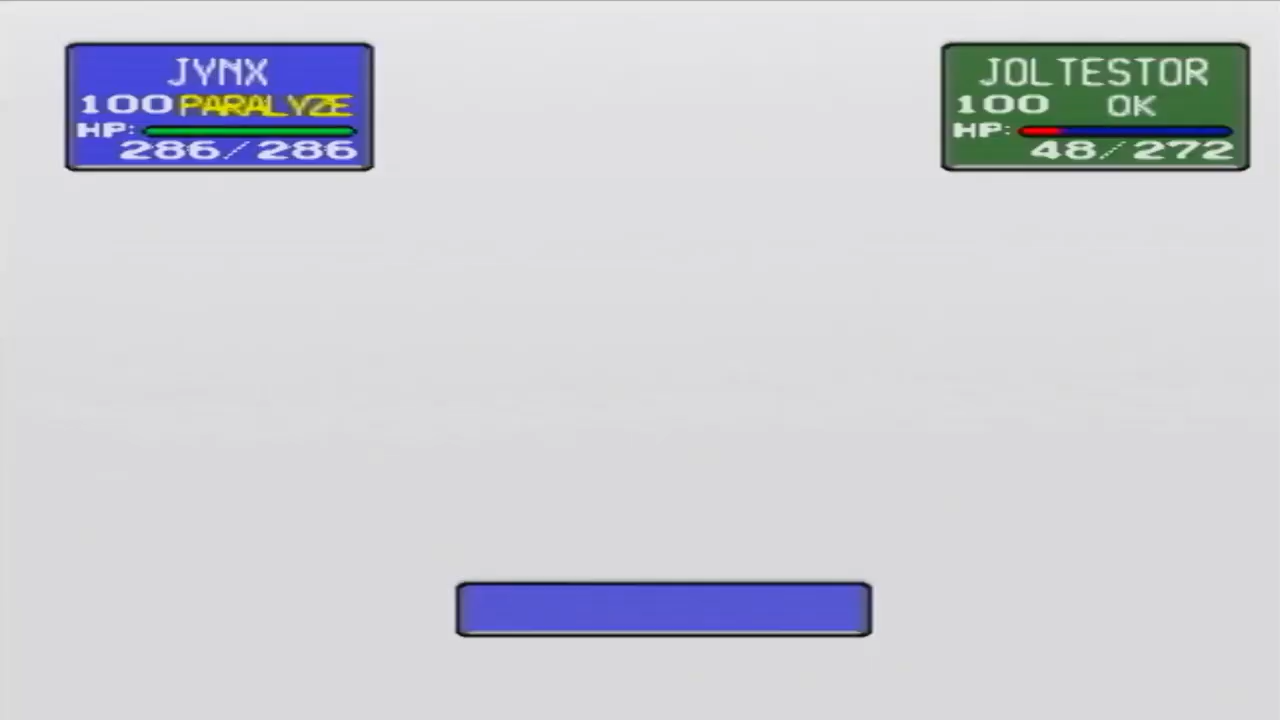 JYNX
100 PARALYZE
HP:
286/286
JOLTESTOR
100 OK
HP:
48/272